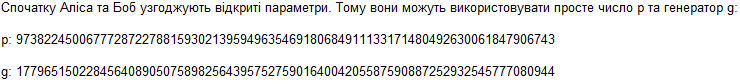 Спочатку Аліса та Боб узгоджують відкриті параметри. Тому вони можуть використовувати просте число p та генератор g:
p: 97382245006777287227881593021395949635469180684911133171480492630061847906743
g: 17796515022845640890507589825643957527590164004205587590887252932545777080944